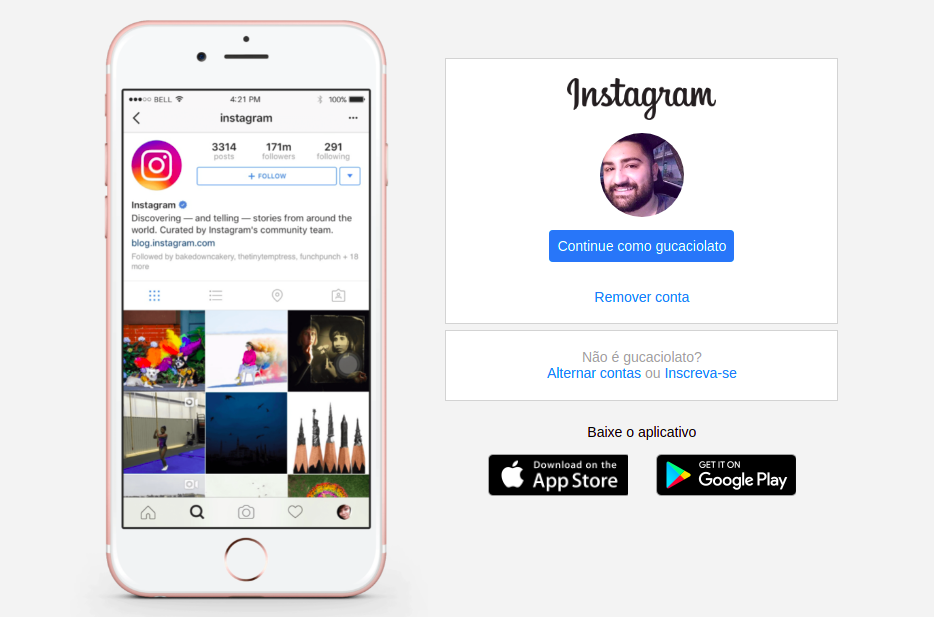 ●●●○○ BELL 4:21 PM 100%
instagram
3314 171m 291
posts followers following
+ FOLLOW
Instagram
Discovering — and telling — stories from around the
world. Curated by Instagram's community team.
blog.instagram.com
Followed by bakedowncakery, thetinytemptress, funchpunch + 18
more
Instagram
Continue como gucaciolato
Remover conta
Não é gucaciolato?
Alternar contas ou Inscreva-se
Baixe o aplicativo
Download on the
App Store
GET IT ON
Google Play